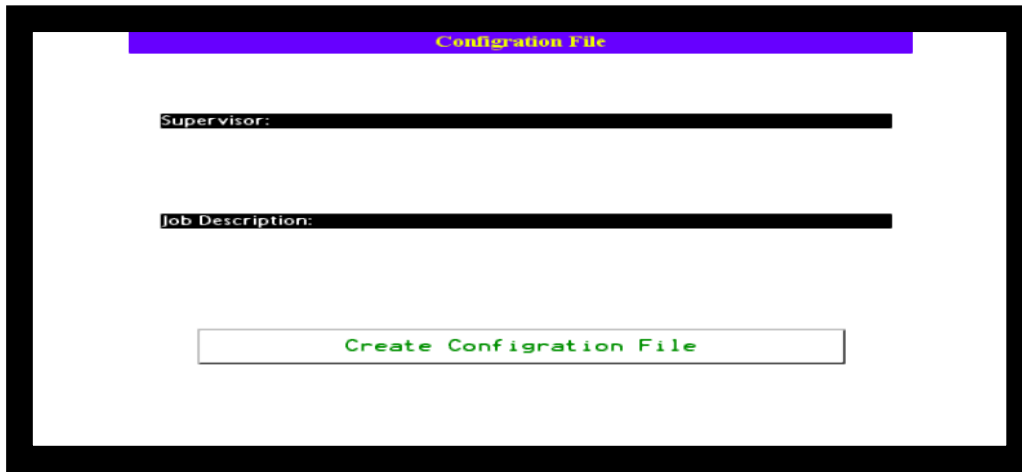 Configration File
Supervisor:
Job Description:
Create Configration File